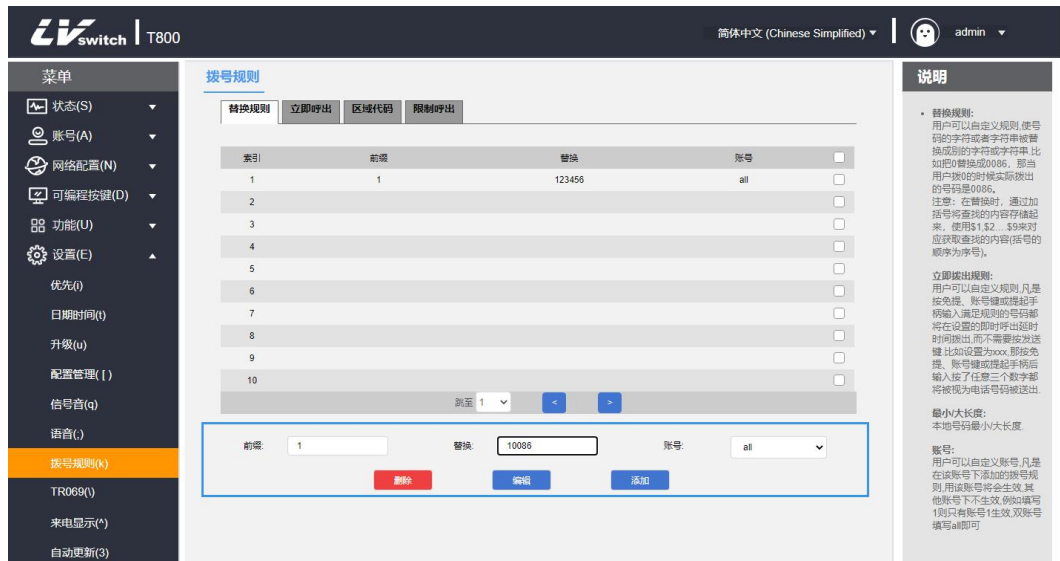 LVswitch T800
简体中文 (Chinese Simplified)
admin
菜单
状态(S)
账号(A)
网络配置(N)
可编程按键(D)
功能(U)
设置(E)
优先(i)
日期时间(t)
升级(u)
配置管理([)
信号音(q)
语音(;)
拨号规则(k)
TR069(\)
来电显示(^)
自动更新(3)
拨号规则
替换规则 立即呼出 区域代码 限制呼出
索引 前缀 替换 账号
1 1 123456 all
2
3
4
5
6
7
8
9
10
跳至 1 < >
前缀: 1 替换: 10086 账号: all
删除 编辑 添加
说明
替换规则:
用户可以自定义规则,使号
码的字符或者字符串被替
换成别的字符或字符串.比
如把0替换成0086，那当
用户拨0的时候实际拨出
的号码是0086。
注意：在替换时，通过加
括号将查找的内容存储起
来，使用$1,$2....$9来对
应获取查找的内容(括号的
顺序为序号)。
立即拨出规则:
用户可以自定义规则,凡是
按免提、账号键或提起手
柄输入满足规则的号码都
将在设置的即时呼出延时
时间拨出,而不需要按发送
键.比如设置为xxx,那按免
提、账号键或提起手柄后
输入按了任意三个数字都
将被视为电话号码被送出.
最小/大长度:
本地号码最小/大长度.
账号:
用户可以自定义账号,凡是
在该账号下添加的拨号规
则,用该账号将会生效,其
他账号下不生效,例如填写
1则只有账号1生效,双账号
填写all即可